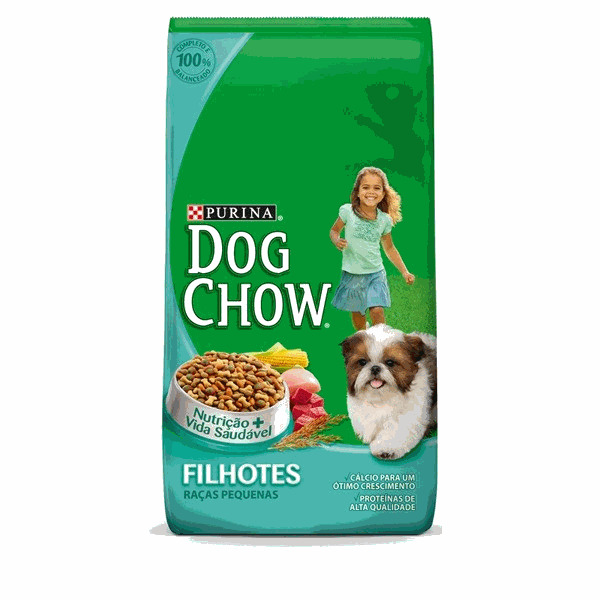 COMPLETO E
100%
BALANCEADO
PURINA®
DOG
CHOW®
Nutrição +
Vida Saudável
FILHOTES
RAÇAS PEQUENAS
√CÁLCIO PARA UM
ÓTIMO CRESCIMENTO
√PROTEÍNAS DE
ALTA QUALIDADE